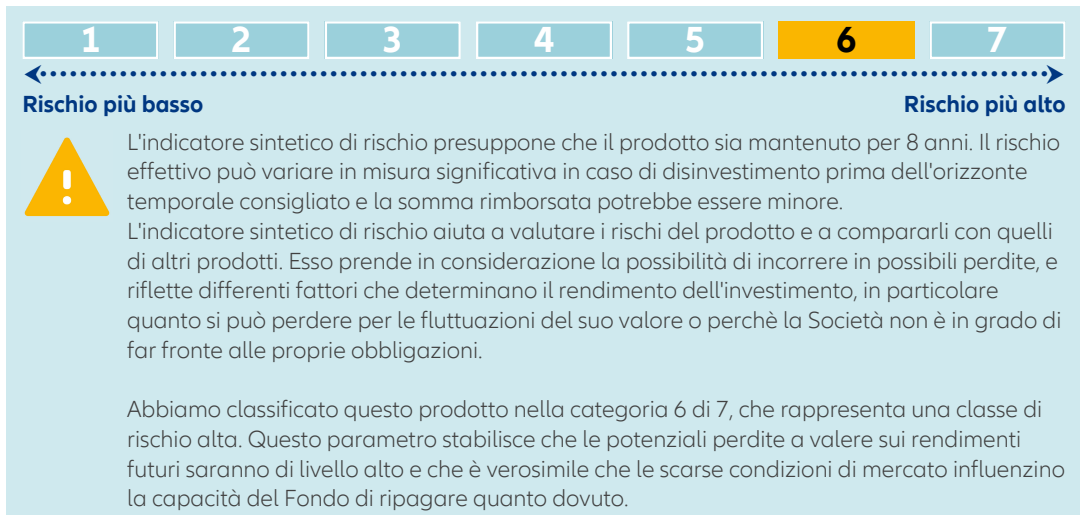 1 2 3 4 5 6 7
Rischio più basso Rischio più alto
L'indicatore sintetico di rischio presuppone che il prodotto sia mantenuto per 8 anni. Il rischio
effettivo può variare in misura significativa in caso di disinvestimento prima dell'orizzonte
temporale consigliato e la somma rimborsata potrebbe essere minore.
L'indicatore sintetico di rischio aiuta a valutare i rischi del prodotto e a compararli con quelli
di altri prodotti. Esso prende in considerazione la possibilità di incorrere in possibili perdite, e
riflette differenti fattori che determinano il rendimento dell'investimento, in particolare
quanto si può perdere per le fluttuazioni del suo valore o perchè la Società non è in grado di
far fronte alle proprie obbligazioni.
Abbiamo classificato questo prodotto nella categoria 6 di 7, che rappresenta una classe di
rischio alta. Questo parametro stabilisce che le potenziali perdite a valere sui rendimenti
futuri saranno di livello alto e che è verosimile che le scarse condizioni di mercato influenzino
la capacità del Fondo di ripagare quanto dovuto.